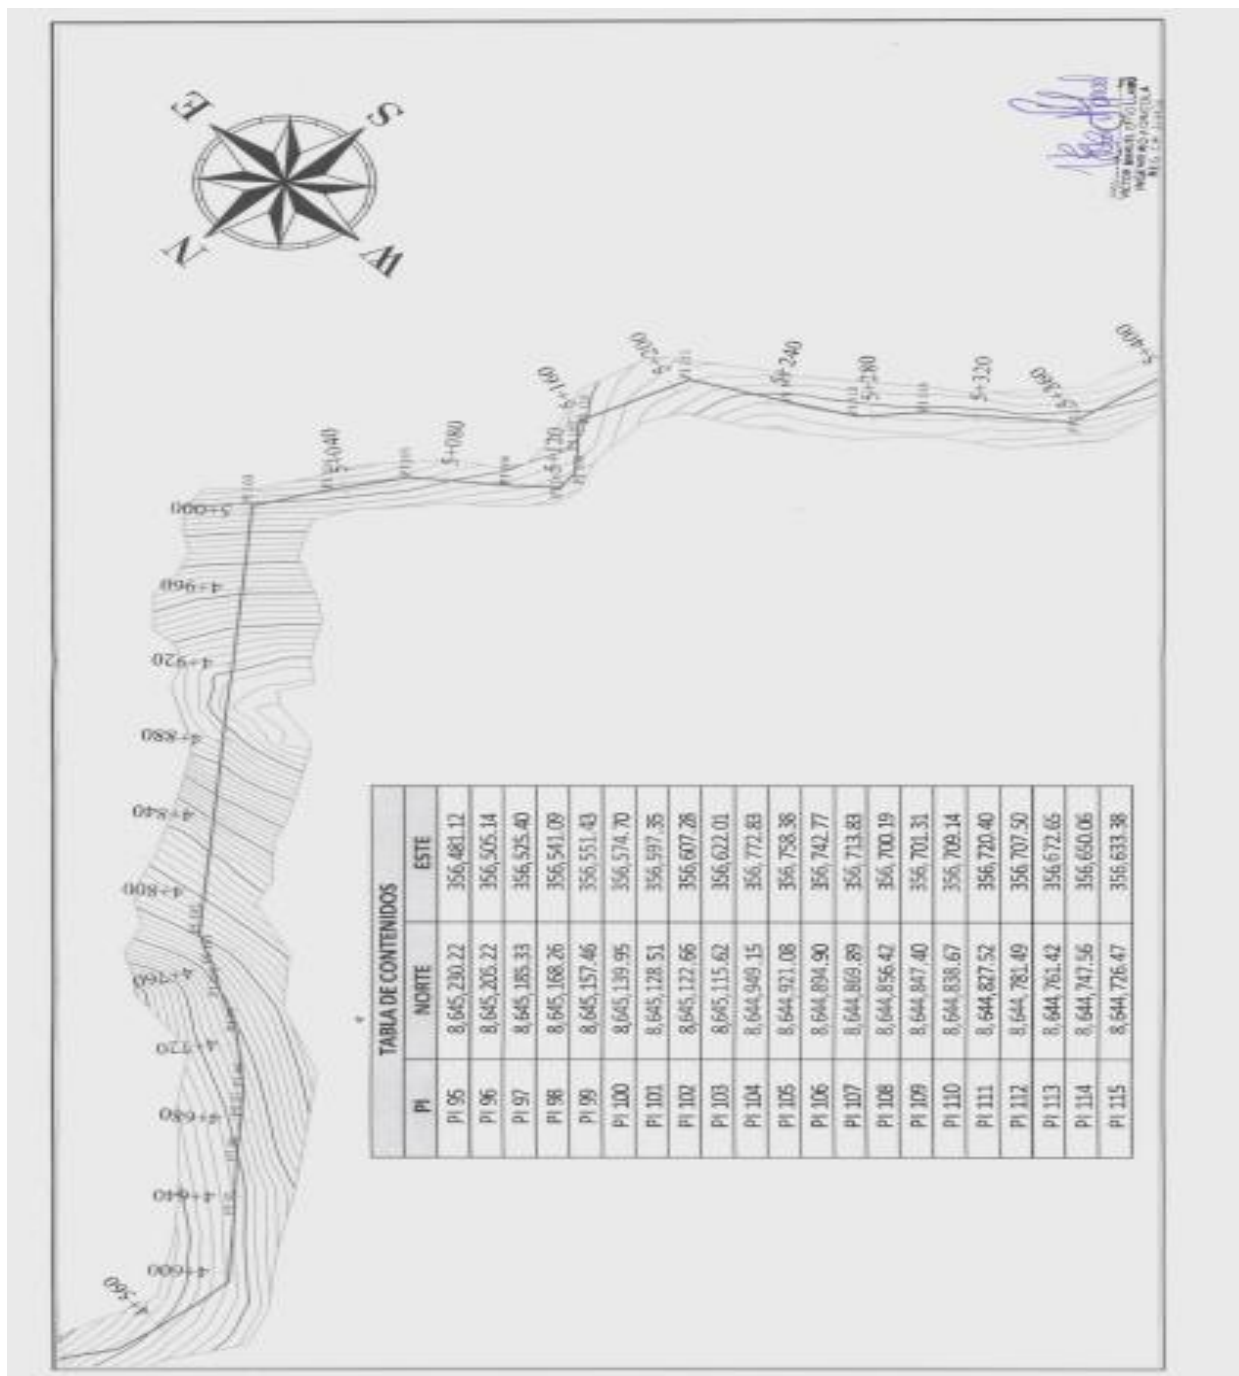 E
S
N
W
VICTOR MANUEL
4+560
4+600
4+640
4+680
4+720
4+760
4+800
4+840
4+880
4+920
4+960
5+000
5+040
5+080
5+120
5+160
5+200
5+240
5+280
5+320
5+360
5+400
TABLA DE CONTENIDOS
PI NORTE ESTE
PI 95 8,645,230.22 356,481.12
PI 96 8,645,205.22 356,505.14
PI 97 8,645,185.33 356,525.40
PI 98 8,645,168.26 356,541.09
PI 99 8,645,157.46 356,551.43
PI 100 8,645,139.95 356,574.70
PI 101 8,645,128.51 356,597.35
PI 102 8,645,122.66 356,607.28
PI 103 8,645,115.62 356,622.01
PI 104 8,644,949.15 356,772.83
PI 105 8,644,921.08 356,758.38
PI 106 8,644,894.90 356,742.77
PI 107 8,644,869.89 356,713.83
PI 108 8,644,856.42 356,700.19
PI 109 8,644,847.40 356,701.31
PI 110 8,644,838.67 356,709.14
PI 111 8,644,827.52 356,720.40
PI 112 8,644,781.49 356,707.50
PI 113 8,644,761.42 356,672.65
PI 114 8,644,747.56 356,650.06
PI 115 8,644,726.47 356,633.38